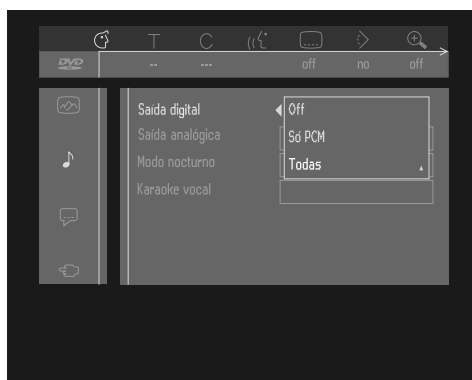 T C
DVD -- --- off no off
Saída digital Off
Saída analógica Só PCM
Modo nocturno Todas
Karaoke vocal